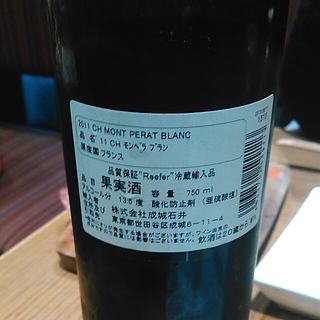 2011 CH MONT PERAT BLANC
品 名 11 CH モンペラ ブラン
原産国 フランス
品質保証"Reefer"冷蔵輸入品
品 目 果実酒 容 量 750 ml
アルコール分 13.5 度 酸化防止剤 (亜硫酸塩)
株式会社成城石井
東京都世田谷区成城6-11-4
飲酒は20歳から